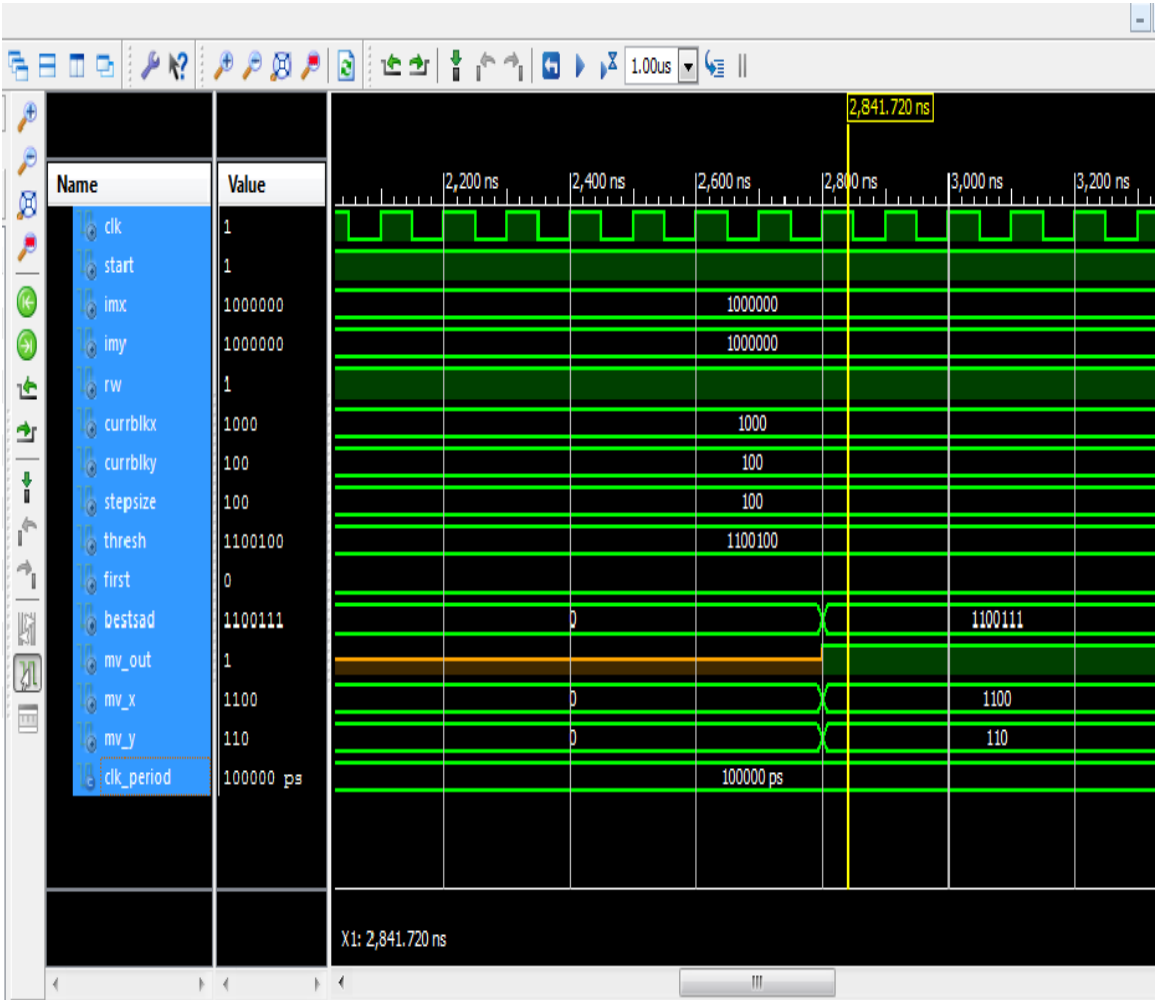 1.00us
2,841.720 ns
Name Value
2,200 ns 2,400 ns 2,600 ns 2,800 ns 3,000 ns 3,200 ns
clk 1
start 1
imx 1000000 1000000
imy 1000000 1000000
rw 1
currblkx 1000 1000
currblky 100 100
stepsize 100 100
thresh 1100100 1100100
first 0
bestsad 1100111 0 1100111
mv_out 1
mv_x 1100 0 1100
mv_y 110 0 110
clk_period 100000 ps 100000 ps
X1: 2,841.720 ns